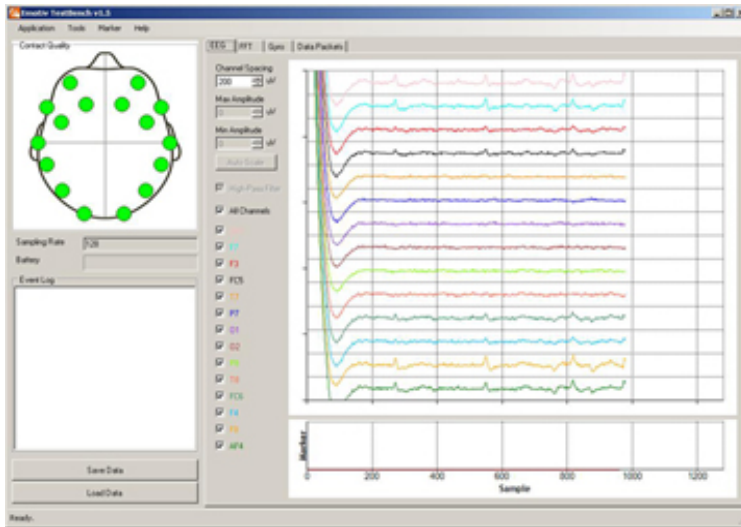 Emotiv TestBench v1.5
Application Tools Marker Help
Contact Quality
EEG FFT Gyro Data Packets
Channel Spacing
200 uV
Max Amplitude
0 uV
Min Amplitude
0 uV
Auto Scale
High-Pass Filter
All Channels
F7
F3
FC5
T7
P7
O1
O2
P8
T8
FC6
F4
F8
AF4
Sampling Rate 128
Battery
Event Log
Save Data
Load Data
Marker
0 200 400 600 800 1000 1200
Sample
Ready.